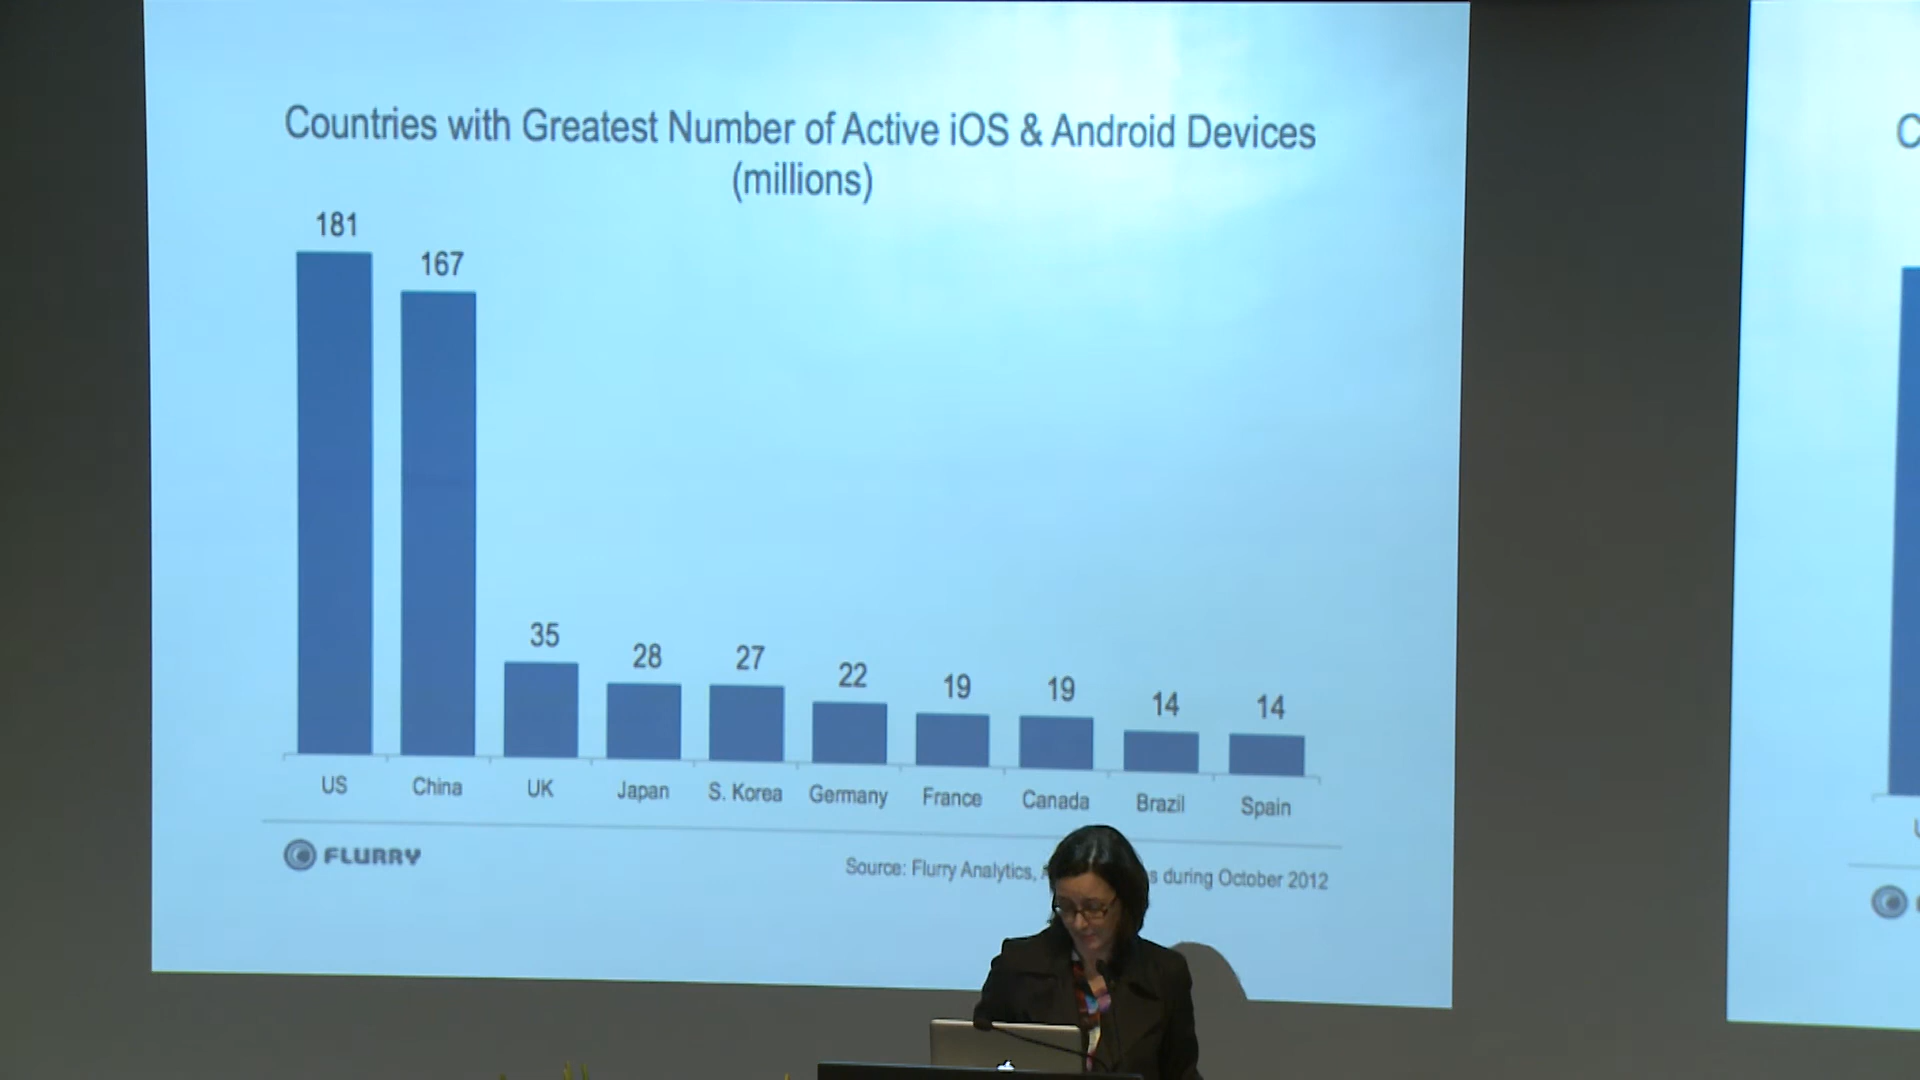 Countries with Greatest Number of Active iOS & Android Devices
(millions)
181
167
35
28
27
22
19
19
14
14
US
China
UK
Japan
S. Korea
Germany
France
Canada
Brazil
Spain
FLURRY
Source: Flurry Analytics,
during October 2012
C